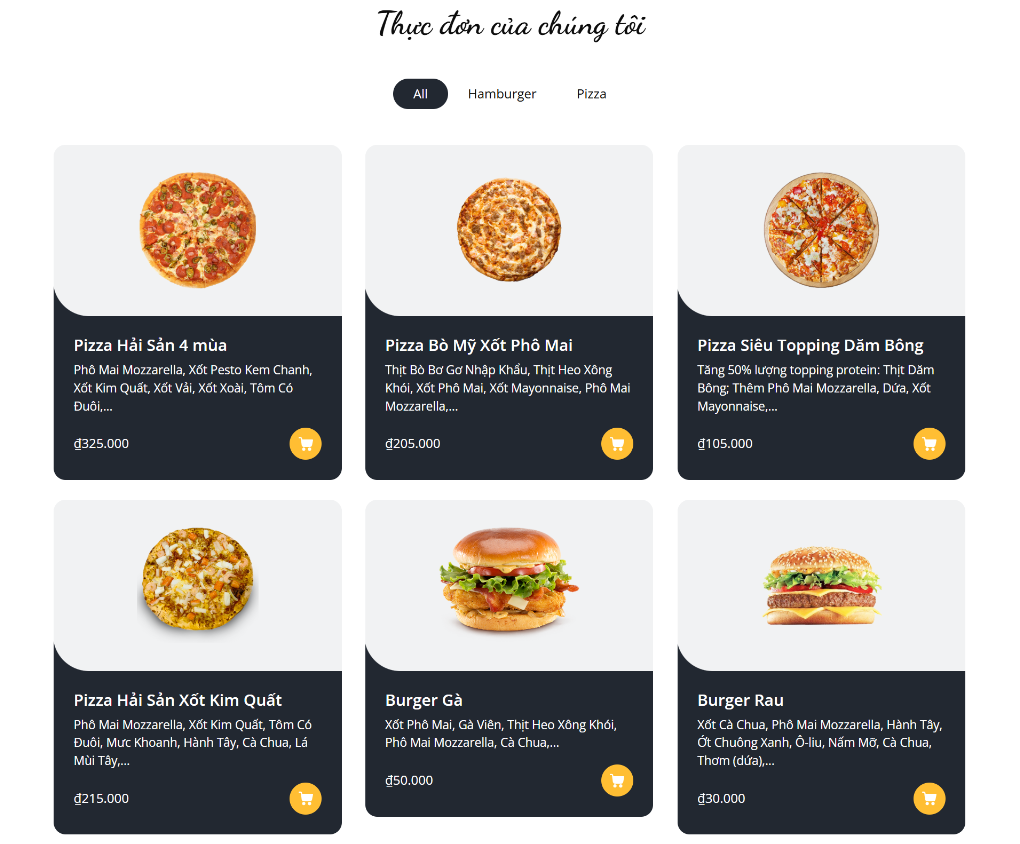 Thực đơn của chúng tôi
All
Hamburger
Pizza
Pizza Hải Sản 4 mùa
Phô Mai Mozzarella, Xốt Pesto Kem Chanh,
Xốt Kim Quất, Xốt Vải, Xốt Xoài, Tôm Có
Đuôi,...
₫325.000
Pizza Bò Mỹ Xốt Phô Mai
Thịt Bò Bơ Gơ Nhập Khẩu, Thịt Heo Xông
Khói, Xốt Phô Mai, Xốt Mayonnaise, Phô Mai
Mozzarella,...
₫205.000
Pizza Siêu Topping Dăm Bông
Tăng 50% lượng topping protein: Thịt Dăm
Bông; Thêm Phô Mai Mozzarella, Dứa, Xốt
Mayonnaise,...
₫105.000
Pizza Hải Sản Xốt Kim Quất
Phô Mai Mozzarella, Xốt Kim Quất, Tôm Có
Đuôi, Mực Khoanh, Hành Tây, Cà Chua, Lá
Mùi Tây,...
₫215.000
Burger Gà
Xốt Phô Mai, Gà Viên, Thịt Heo Xông Khói,
Phô Mai Mozzarella, Cà Chua,...
₫50.000
Burger Rau
Xốt Cà Chua, Phô Mai Mozzarella, Hành Tây,
Ớt Chuông Xanh, Ô-liu, Nấm Mỡ, Cà Chua,
Thơm (dứa),...
₫30.000